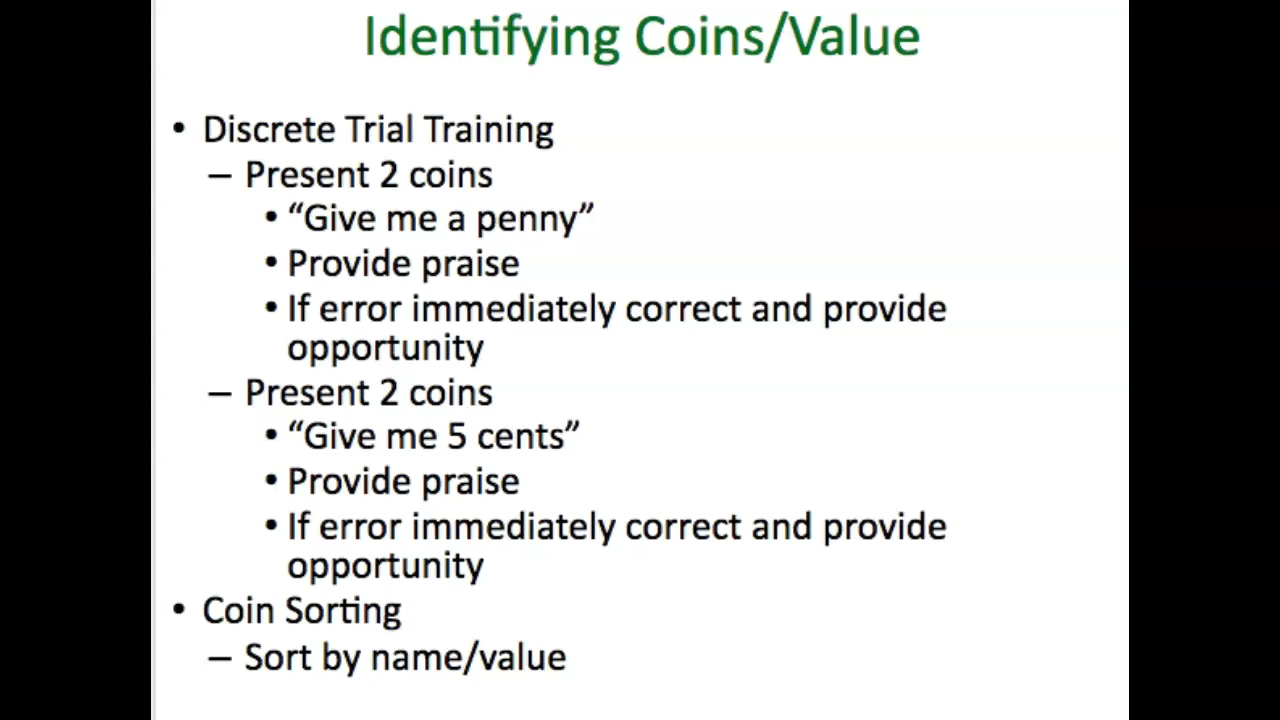 Identifying Coins/Value
• Discrete Trial Training
– Present 2 coins
• “Give me a penny”
• Provide praise
• If error immediately correct and provide
opportunity
– Present 2 coins
• “Give me 5 cents”
• Provide praise
• If error immediately correct and provide
opportunity
• Coin Sorting
– Sort by name/value